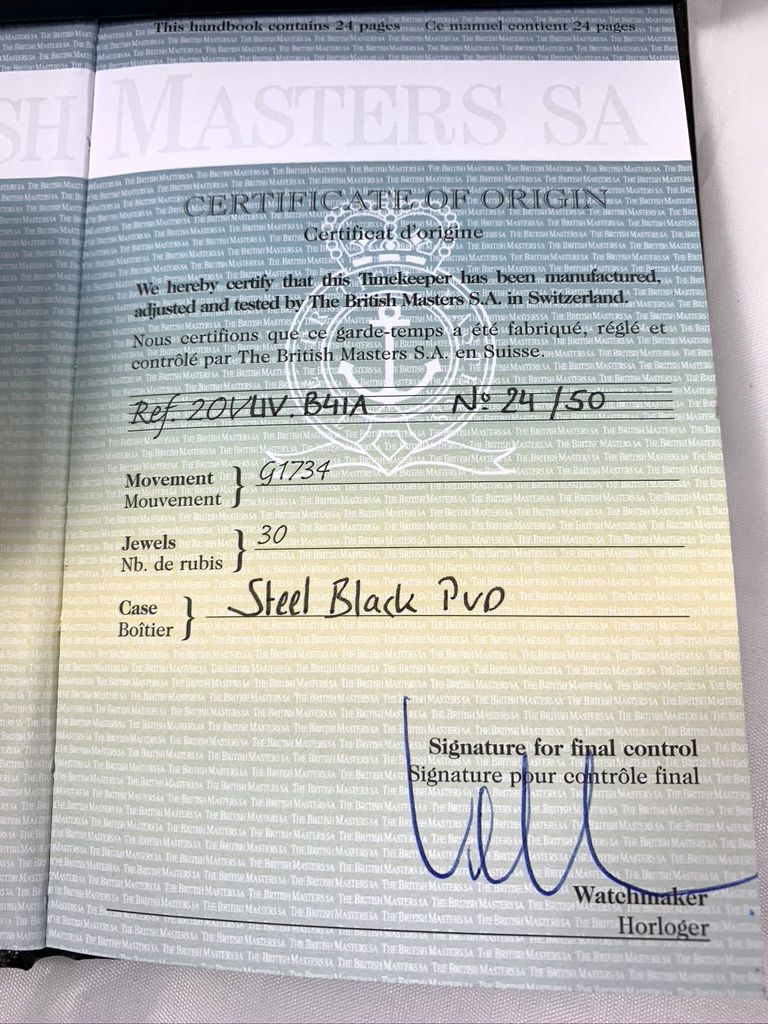 This handbook contains 24 pages Ce manuel contient 24 pages
SH MASTERS SA
CERTIFICATE OF ORIGIN
Certificat d'origine
We hereby certify that this Timekeeper has been manufactured,
adjusted and tested by The British Masters S.A. in Switzerland.
Nous certifions que ce garde-temps a été fabriqué, réglé et
contrôlé par The British Masters S.A. en Suisse.
Ref. 20VLIV. B41A No 24 / 50
Movement G1734
Mouvement
Jewels 30
Nb. de rubis
Case Steel Black PVD
Boîtier
Signature for final control
Signature pour contrôle final
Watchmaker
Horloger